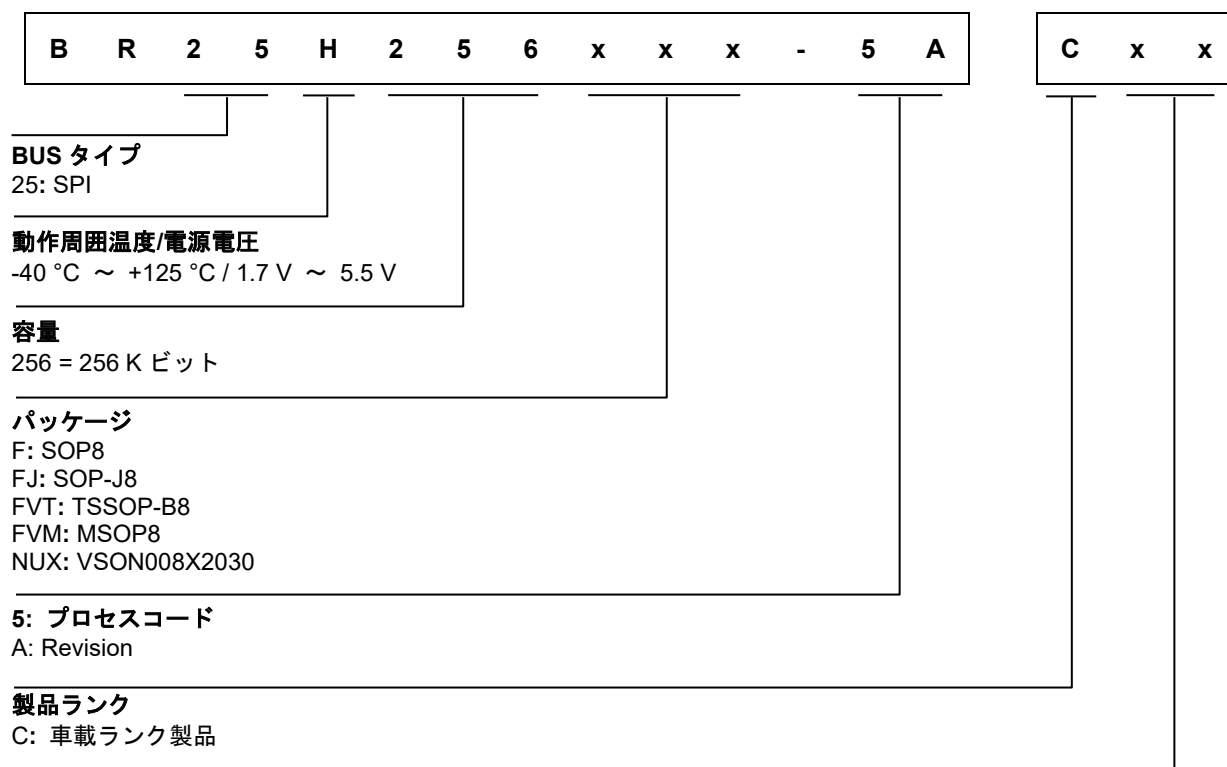 B R 2 5 H 2 5 6 x x x - 5 A C x x
BUS タイプ
25: SPI
動作周囲温度/電源電圧
-40 °C ～ +125 °C / 1.7 V ～ 5.5 V
容量
256 = 256 K ビット
パッケージ
F: SOP8
FJ: SOP-J8
FVT: TSSOP-B8
FVM: MSOP8
NUX: VSON008X2030
5: プロセスコード
A: Revision
製品ランク
C: 車載ランク製品